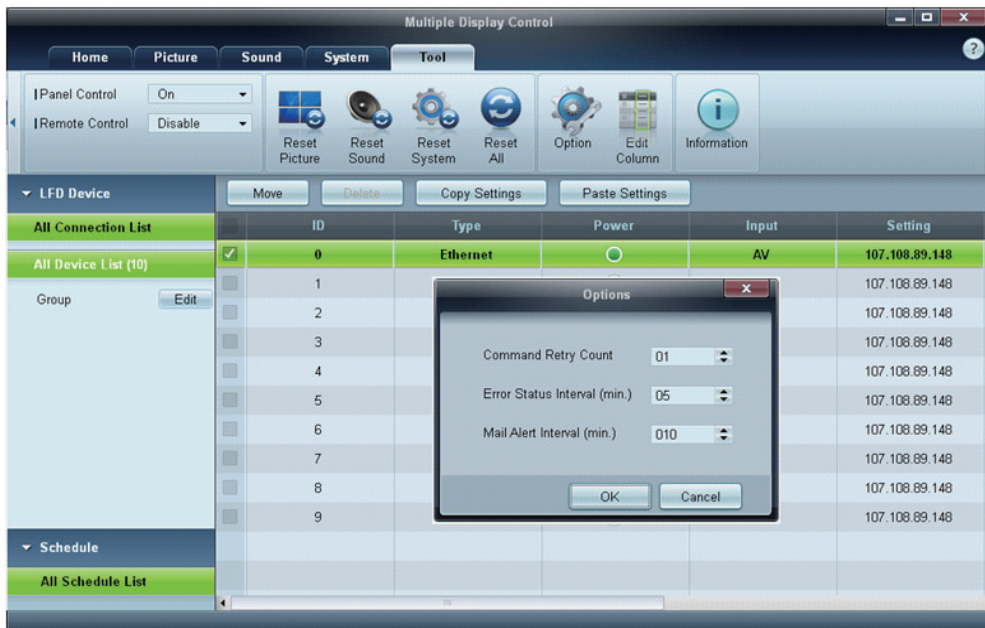 Multiple Display Control
Home Picture Sound System Tool
Panel Control On
Remote Control Disable
Reset Picture
Reset Sound
Reset System
Reset All
Option
Edit Column
Information
LFD Device
Move Delete Copy Settings Paste Settings
All Connection List
ID Type Power Input Setting
0 Ethernet AV 107.108.89.148
All Device List (10)
Group Edit
1 107.108.89.148
2 107.108.89.148
3 107.108.89.148
4 107.108.89.148
5 107.108.89.148
6 107.108.89.148
7 107.108.89.148
8 107.108.89.148
9 107.108.89.148
Options
Command Retry Count 01
Error Status Interval (min.) 05
Mail Alert Interval (min.) 010
OK Cancel
Schedule
All Schedule List